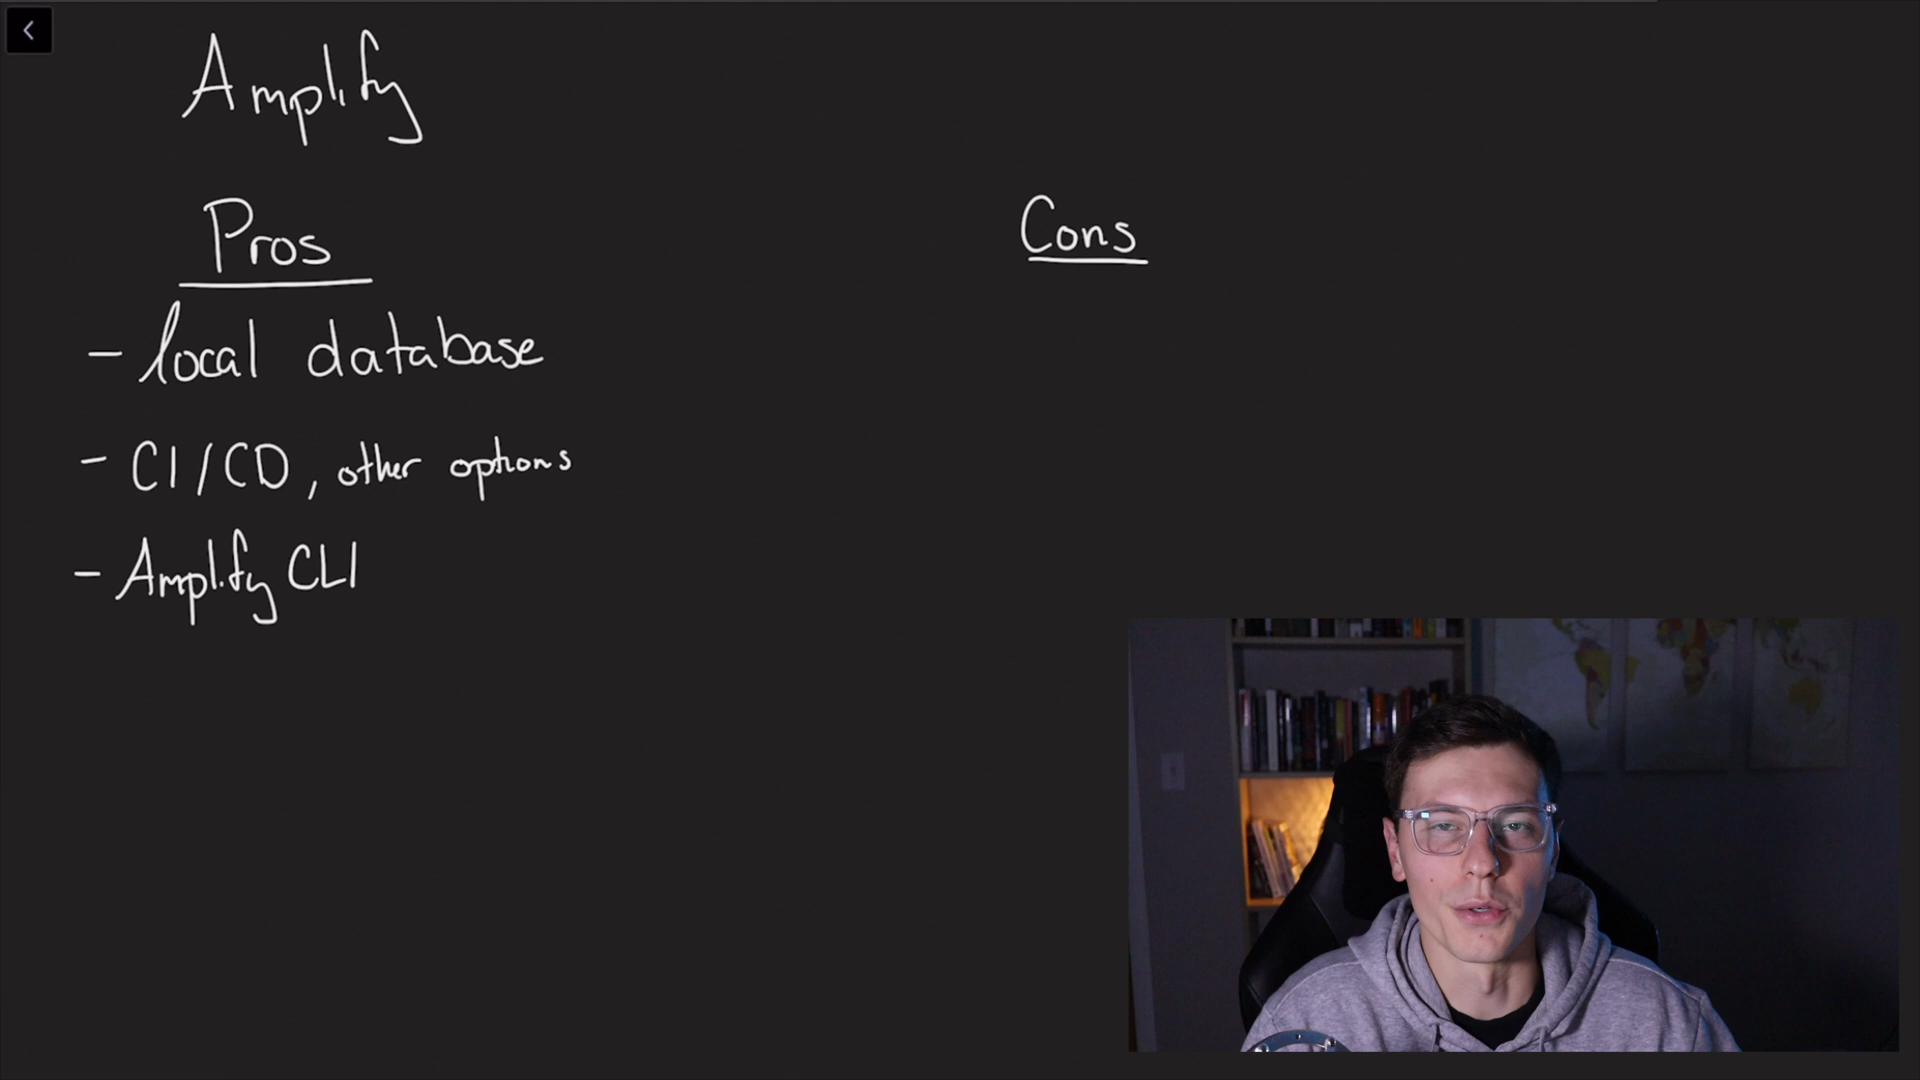 Amplify
Pros
Cons
- local database
- CI/CD, other options
- Amplify CLI